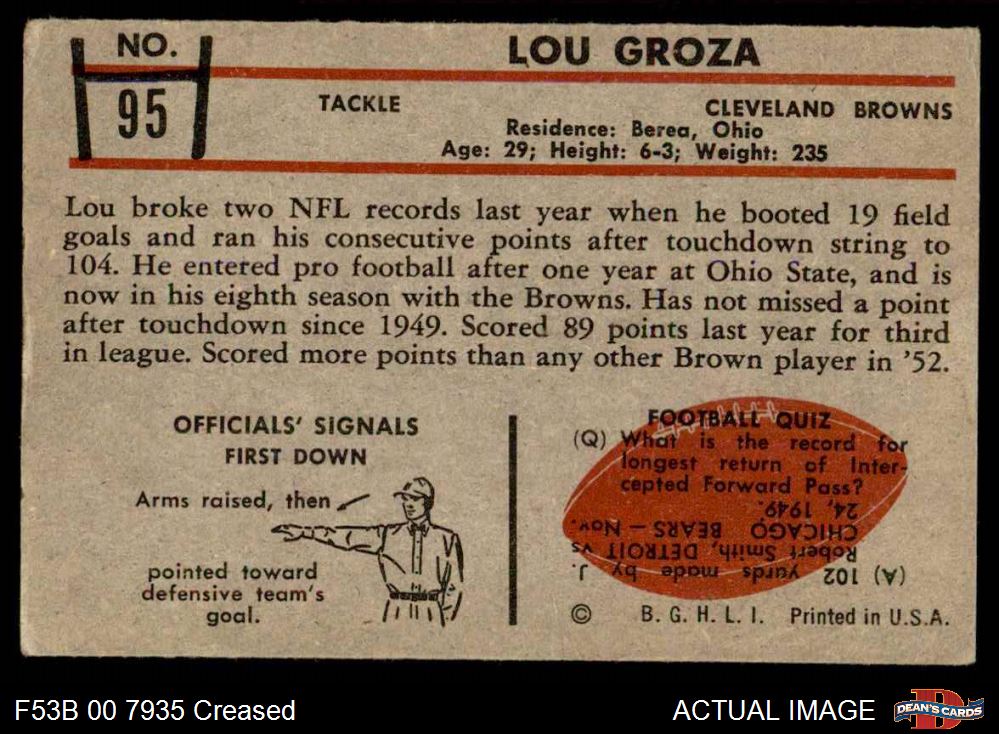 NO.
95
LOU GROZA
TACKLE
CLEVELAND BROWNS
Residence: Berea, Ohio
Age: 29; Height: 6-3; Weight: 235
Lou broke two NFL records last year when he booted 19 field
goals and ran his consecutive points after touchdown string to
104. He entered pro football after one year at Ohio State, and is
now in his eighth season with the Browns. Has not missed a point
after touchdown since 1949. Scored 89 points last year for third
in league. Scored more points than any other Brown player in '52.
OFFICIALS' SIGNALS
FIRST DOWN
Arms raised, then
pointed toward
defensive team's
goal.
FOOTBALL QUIZ
(Q) What is the record for
longest return of Inter-
cepted Forward Pass?
(A) 102 yards made by J.
Robert Smith, DETROIT vs
CHICAGO BEARS — Nov.
24, 1949.
© B. G. H. L. I. Printed in U.S.A.
F53B 00 7935 Creased
ACTUAL IMAGE
DEAN'S CARDS